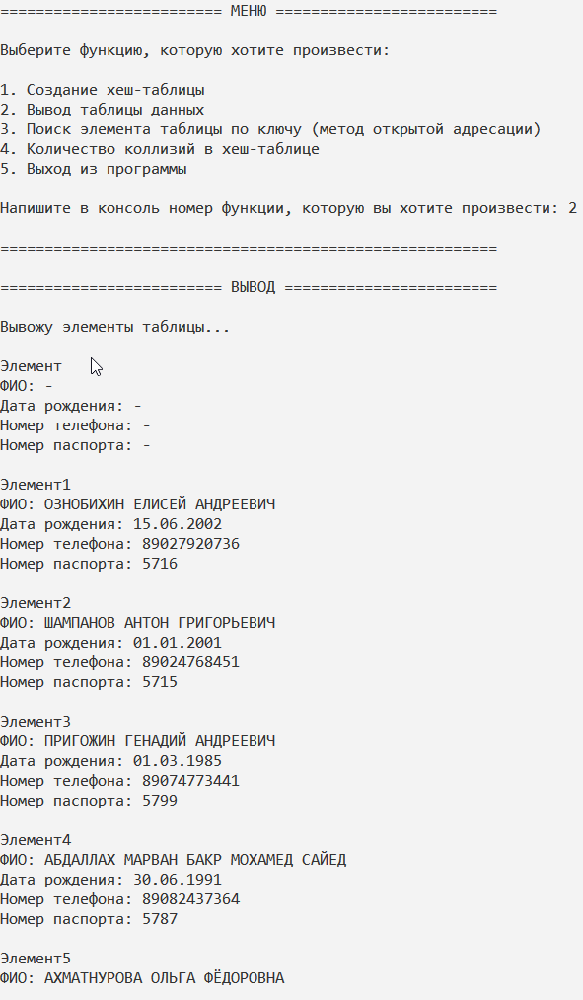 ========================= МЕНЮ =========================
Выберите функцию, которую хотите произвести:
1. Создание хеш-таблицы
2. Вывод таблицы данных
3. Поиск элемента таблицы по ключу (метод открытой адресации)
4. Количество коллизий в хеш-таблице
5. Выход из программы
Напишите в консоль номер функции, которую вы хотите произвести: 2
========================================================
========================= ВЫВОД ========================
Вывожу элементы таблицы...
Элемент
ФИО: -
Дата рождения: -
Номер телефона: -
Номер паспорта: -
Элемент1
ФИО: ОЗНОБИХИН ЕЛИСЕЙ АНДРЕЕВИЧ
Дата рождения: 15.06.2002
Номер телефона: 89027920736
Номер паспорта: 5716
Элемент2
ФИО: ШАМПАНОВ АНТОН ГРИГОРЬЕВИЧ
Дата рождения: 01.01.2001
Номер телефона: 89024768451
Номер паспорта: 5715
Элемент3
ФИО: ПРИГОЖИН ГЕНАДИЙ АНДРЕЕВИЧ
Дата рождения: 01.03.1985
Номер телефона: 89074773441
Номер паспорта: 5799
Элемент4
ФИО: АБДАЛЛАХ МАРВАН БАКР МОХАМЕД САЙЕД
Дата рождения: 30.06.1991
Номер телефона: 89082437364
Номер паспорта: 5787
Элемент5
ФИО: АХМАТНУРОВА ОЛЬГА ФЁДОРОВНА